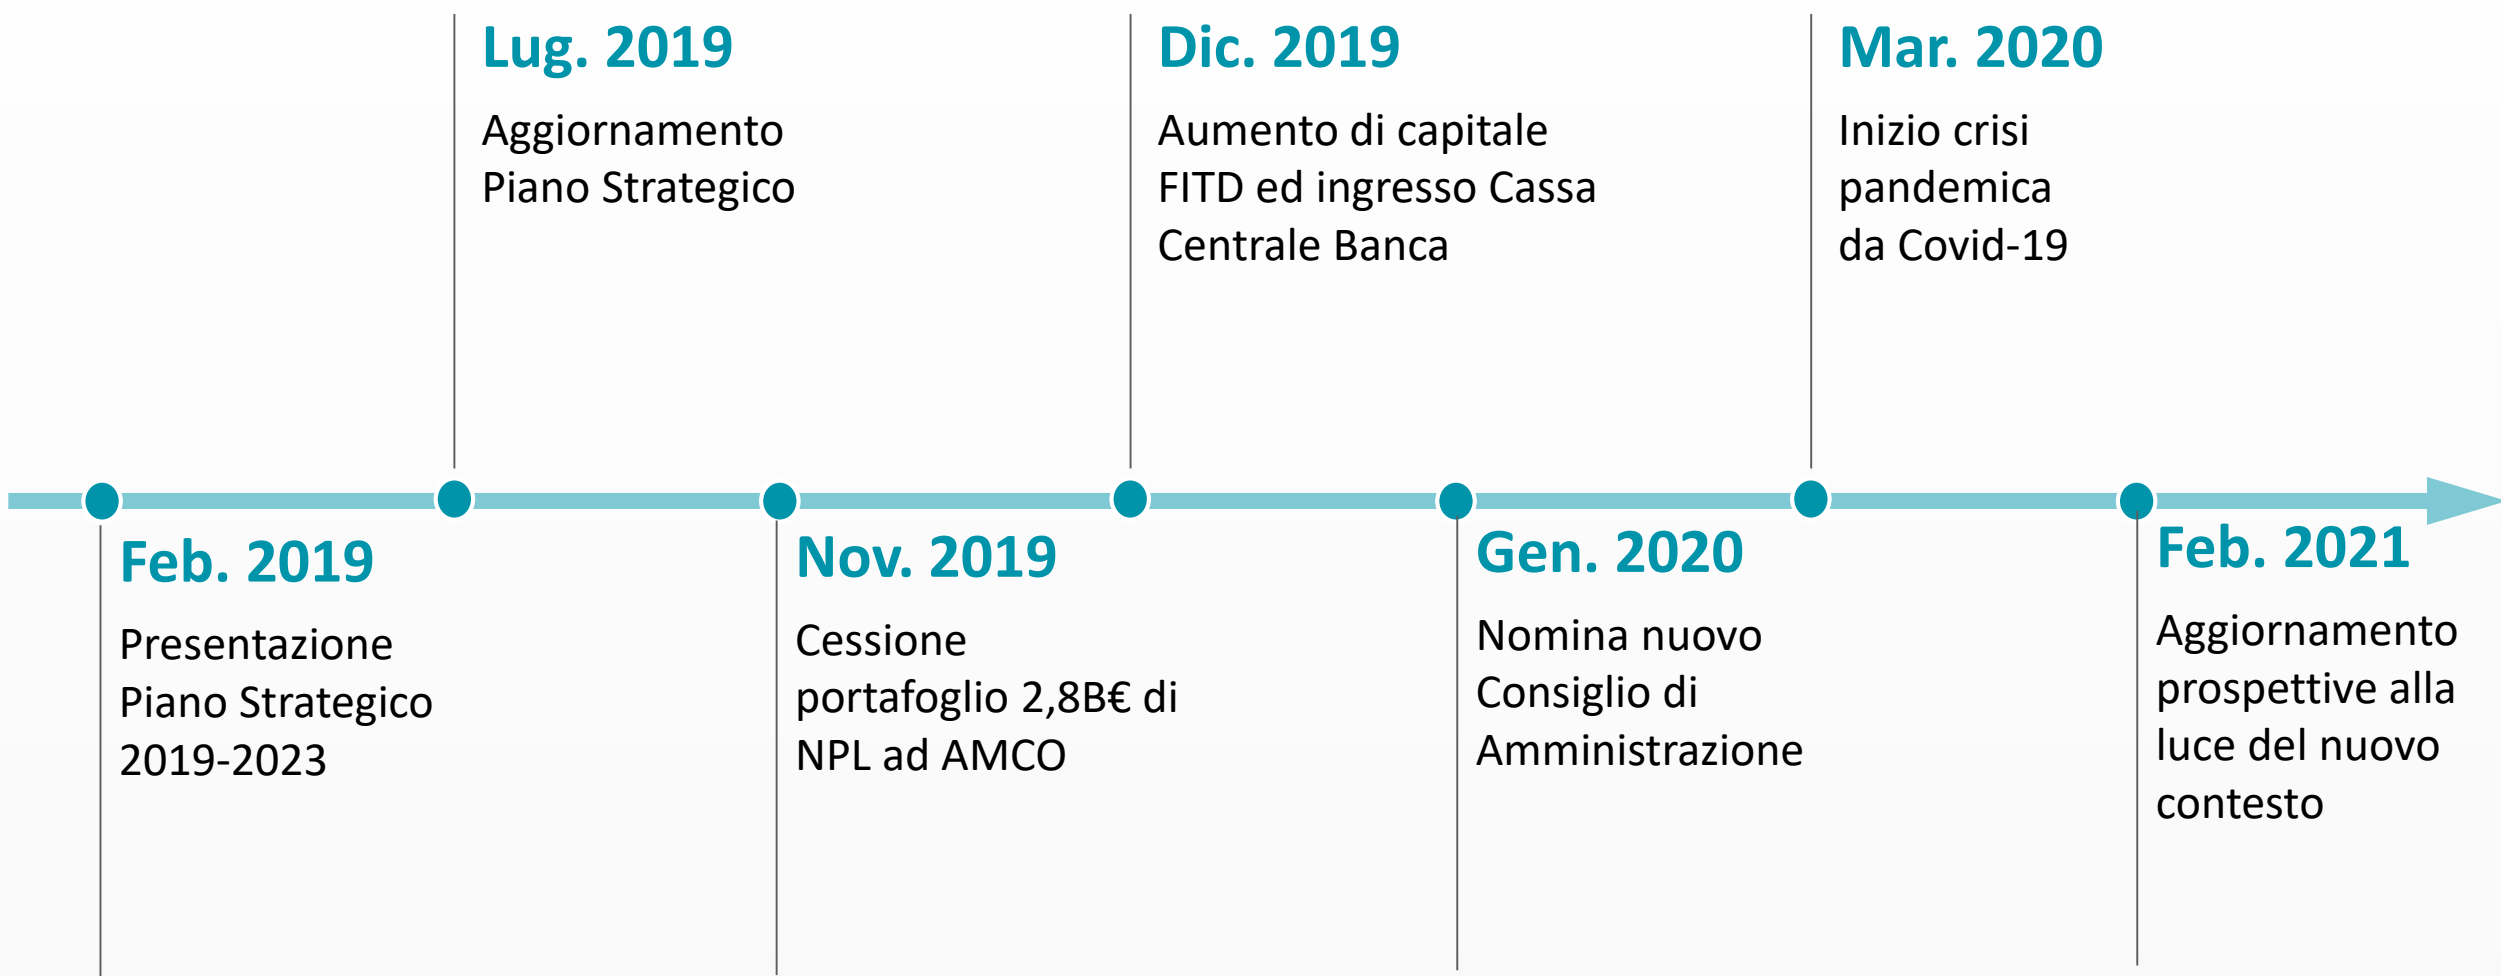 Lug. 2019
Aggiornamento
Piano Strategico
Dic. 2019
Aumento di capitale
FITD ed ingresso Cassa
Centrale Banca
Mar. 2020
Inizio crisi
pandemica
da Covid-19
Feb. 2019
Presentazione
Piano Strategico
2019-2023
Nov. 2019
Cessione
portafoglio 2,8B€ di
NPL ad AMCO
Gen. 2020
Nomina nuovo
Consiglio di
Amministrazione
Feb. 2021
Aggiornamento
prospettive alla
luce del nuovo
contesto